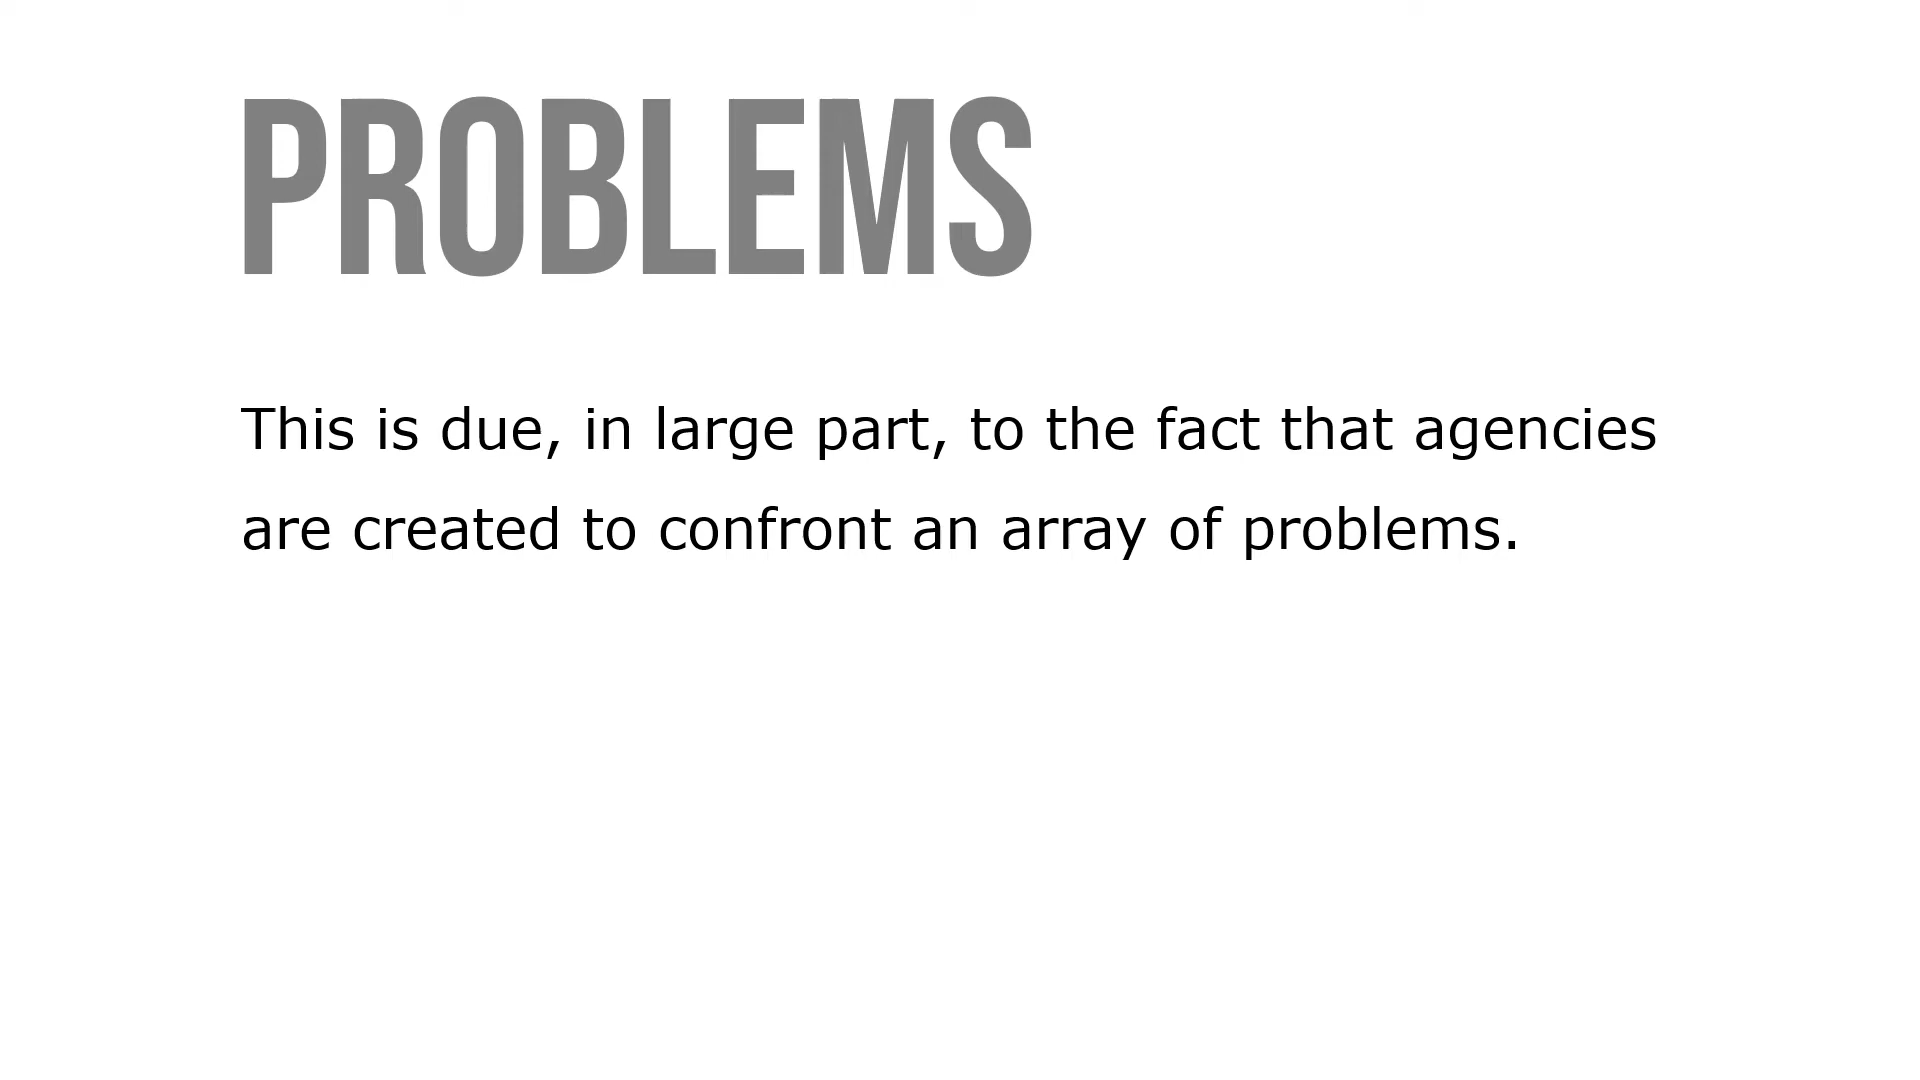 PROBLEMS
This is due, in large part, to the fact that agencies
are created to confront an array of problems.